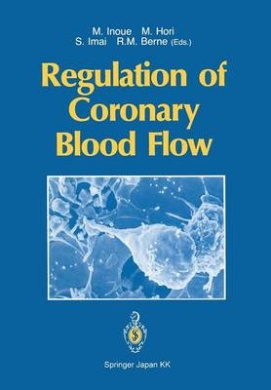 M. Inoue M. Hori
S. Imai R.M. Berne (Eds.)
Regulation of
Coronary
Blood Flow
Springer Japan KK